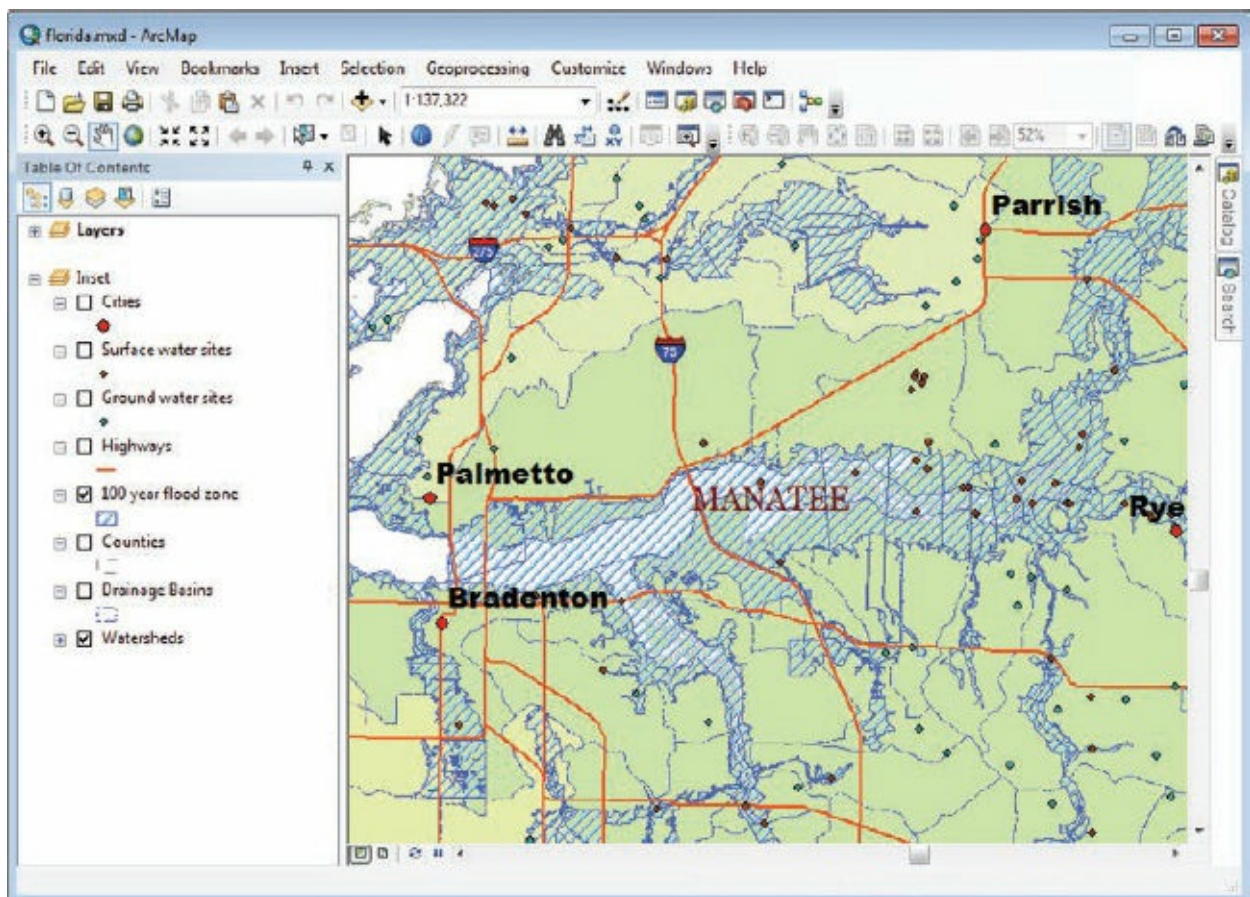 florida.mxd - ArcMap
File Edit View Bookmarks Insert Selection Geoprocessing Customize Windows Help
1:137,322
52%
Table Of Contents
Layers
Inset
Cities
Surface water sites
Ground water sites
Highways
100 year flood zone
Counties
Drainage Basins
Watersheds
Parrish
275
75
Palmetto
MANATEE
Rye
Bradenton
Catalog
Search